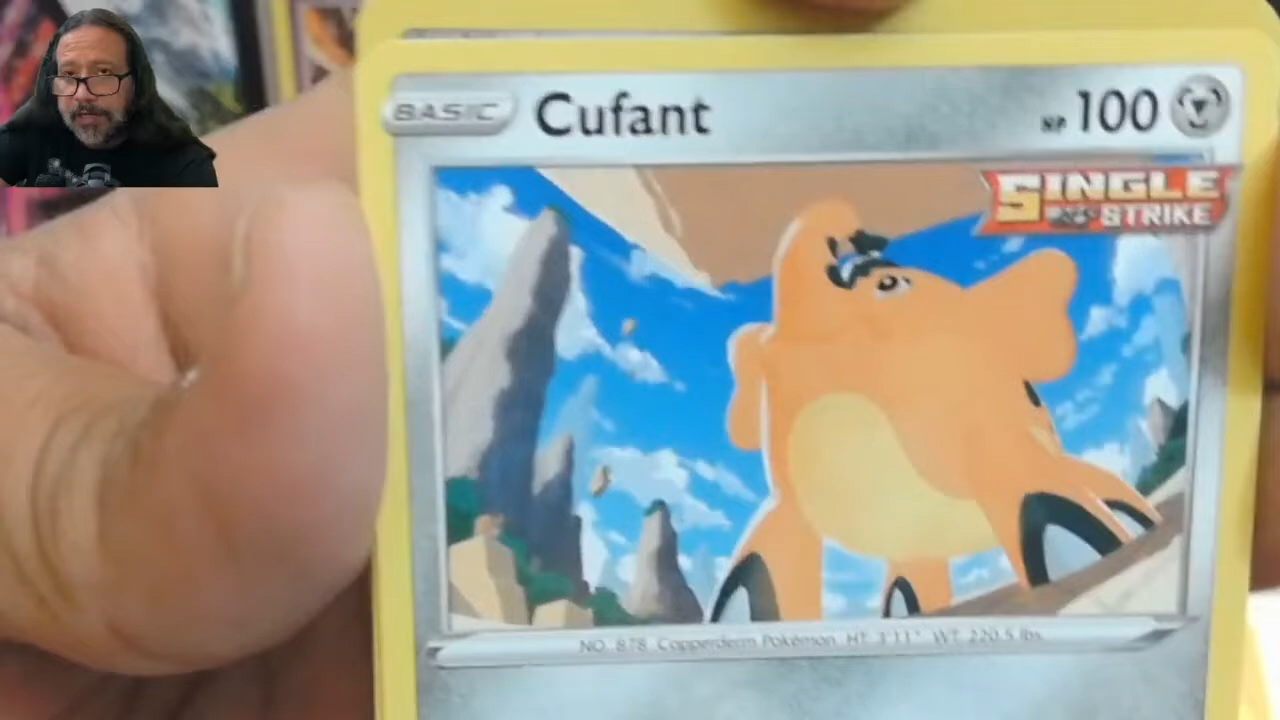 BASIC Cufant HP 100
SINGLE
STRIKE
NO. 878 Copperderm Pokémon HT: 3'11" WT: 220.5 lbs.